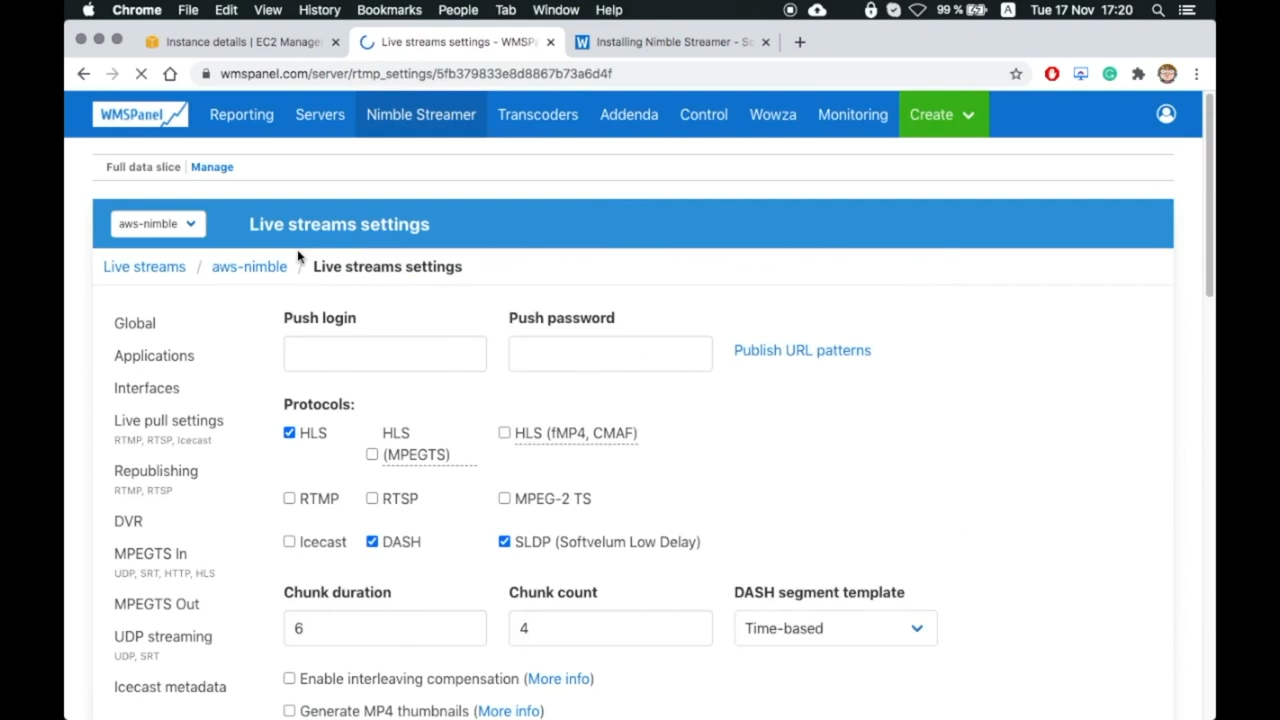 Chrome File Edit View History Bookmarks People Tab Window Help 99 % A Tue 17 Nov 17:20
Instance details | EC2 Manage Live streams settings - WMSP Installing Nimble Streamer - S
wmspanel.com/server/rtmp_settings/5fb379833e8d8867b73a6d4f
WMSPanel Reporting Servers Nimble Streamer Transcoders Addenda Control Wowza Monitoring Create
Full data slice Manage
aws-nimble Live streams settings
Live streams / aws-nimble / Live streams settings
Global
Applications
Interfaces
Live pull settings
RTMP, RTSP, Icecast
Republishing
RTMP, RTSP
DVR
MPEGTS In
UDP, SRT, HTTP, HLS
MPEGTS Out
UDP streaming
UDP, SRT
Icecast metadata
Push login Push password
Publish URL patterns
Protocols:
HLS HLS (MPEGTS) HLS (fMP4, CMAF)
RTMP RTSP MPEG-2 TS
Icecast DASH SLDP (Softvelum Low Delay)
Chunk duration Chunk count DASH segment template
6 4 Time-based
Enable interleaving compensation (More info)
Generate MP4 thumbnails (More info)